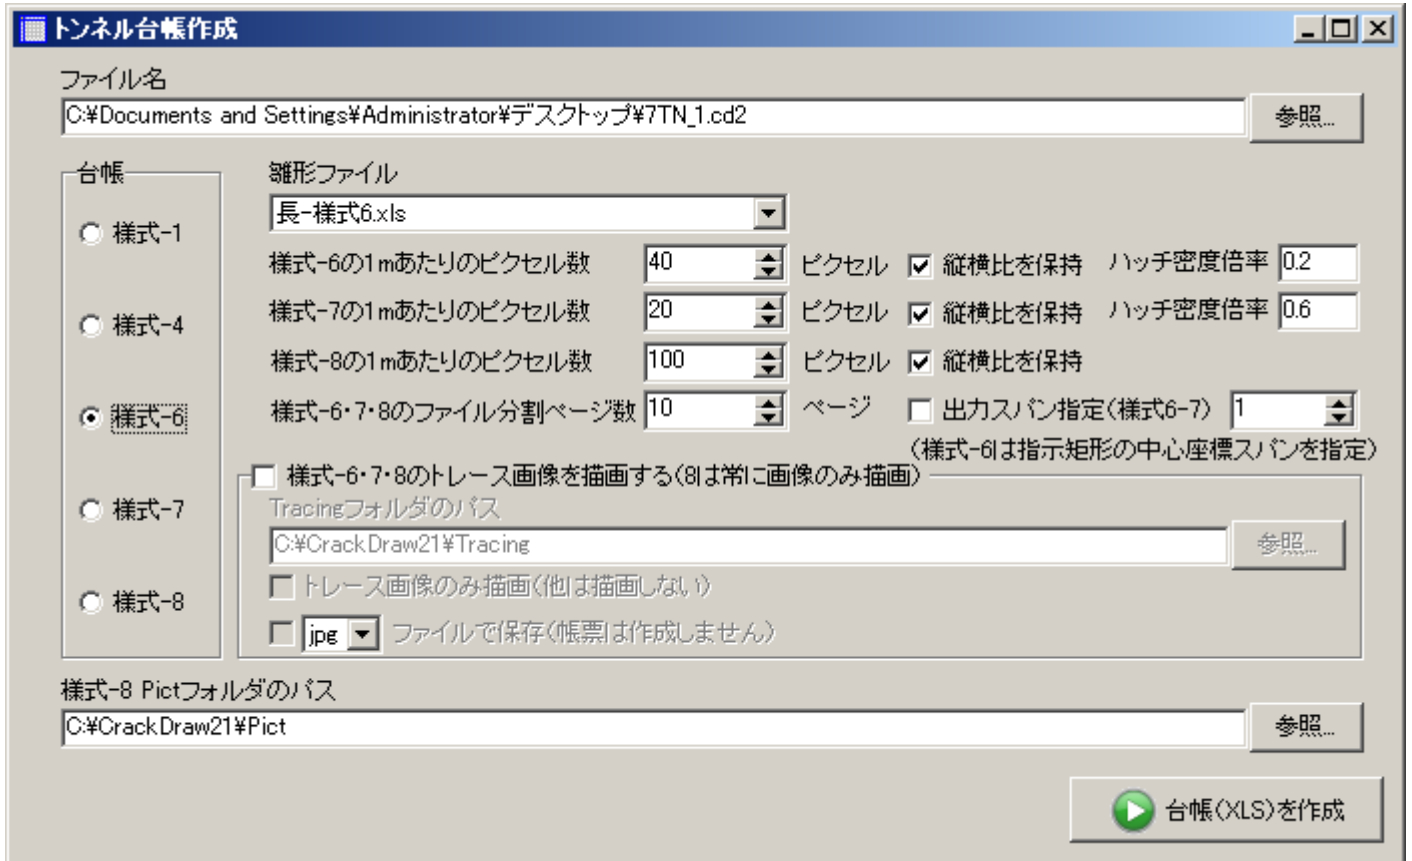 トンネル台帳作成
ファイル名
C:¥Documents and Settings¥Administrator¥デスクトップ¥7TN_1.cd2 参照...
台帳
様式-1
様式-4
様式-6
様式-7
様式-8
雛形ファイル
長-様式6.xls
様式-6の1mあたりのピクセル数 40 ピクセル 縦横比を保持 ハッチ密度倍率 0.2
様式-7の1mあたりのピクセル数 20 ピクセル 縦横比を保持 ハッチ密度倍率 0.6
様式-8の1mあたりのピクセル数 100 ピクセル 縦横比を保持
様式-6・7・8のファイル分割ページ数 10 ページ 出力スパン指定(様式6-7) 1
(様式-6は指示矩形の中心座標スパンを指定)
様式-6・7・8のトレース画像を描画する(8は常に画像のみ描画)
Tracingフォルダのパス
C:¥CrackDraw21¥Tracing 参照...
トレース画像のみ描画(他は描画しない)
jpg ファイルで保存(帳票は作成しません)
様式-8 Pictフォルダのパス
C:¥CrackDraw21¥Pict 参照...
台帳(XLS)を作成